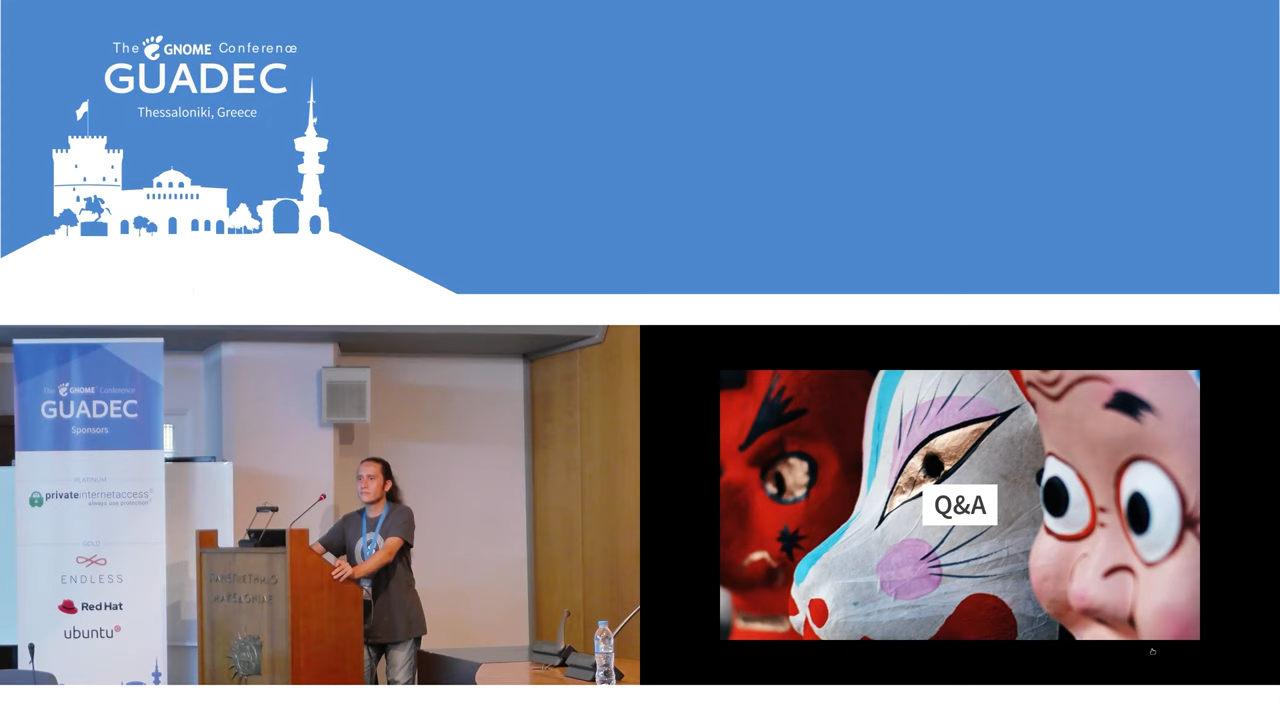 The GNOME Conference
GUADEC
Thessaloniki, Greece
The GNOME Conference
GUADEC
Sponsors
PLATINUM
privateinternetaccess
always use protection
GOLD
ENDLESS
Red Hat
ubuntu
Q&A